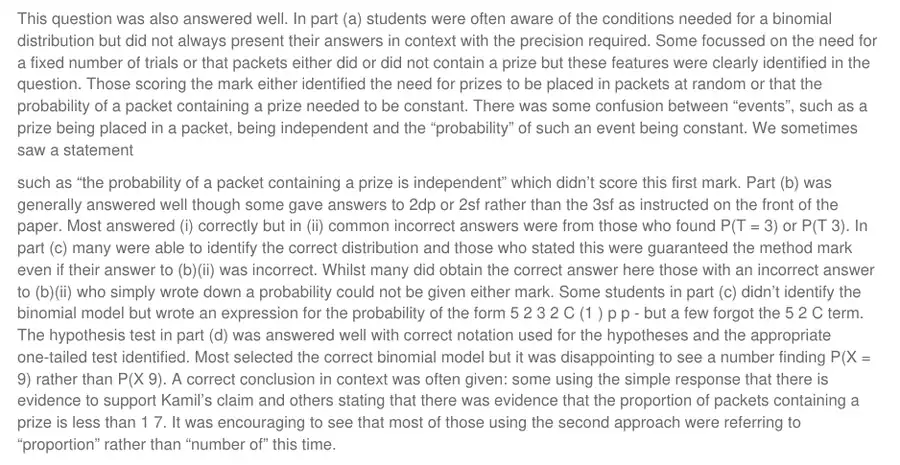 This question was also answered well. In part (a) students were often aware of the conditions needed for a binomial
distribution but did not always present their answers in context with the precision required. Some focussed on the need for
a fixed number of trials or that packets either did or did not contain a prize but these features were clearly identified in the
question. Those scoring the mark either identified the need for prizes to be placed in packets at random or that the
probability of a packet containing a prize needed to be constant. There was some confusion between “events”, such as a
prize being placed in a packet, being independent and the “probability” of such an event being constant. We sometimes
saw a statement
such as “the probability of a packet containing a prize is independent” which didn’t score this first mark. Part (b) was
generally answered well though some gave answers to 2dp or 2sf rather than the 3sf as instructed on the front of the
paper. Most answered (i) correctly but in (ii) common incorrect answers were from those who found P(T = 3) or P(T 3). In
part (c) many were able to identify the correct distribution and those who stated this were guaranteed the method mark
even if their answer to (b)(ii) was incorrect. Whilst many did obtain the correct answer here those with an incorrect answer
to (b)(ii) who simply wrote down a probability could not be given either mark. Some students in part (c) didn’t identify the
binomial model but wrote an expression for the probability of the form 5 2 3 2 C (1 ) p p - but a few forgot the 5 2 C term.
The hypothesis test in part (d) was answered well with correct notation used for the hypotheses and the appropriate
one-tailed test identified. Most selected the correct binomial model but it was disappointing to see a number finding P(X =
9) rather than P(X 9). A correct conclusion in context was often given: some using the simple response that there is
evidence to support Kamil’s claim and others stating that there was evidence that the proportion of packets containing a
prize is less than 1 7. It was encouraging to see that most of those using the second approach were referring to
“proportion” rather than “number of” this time.